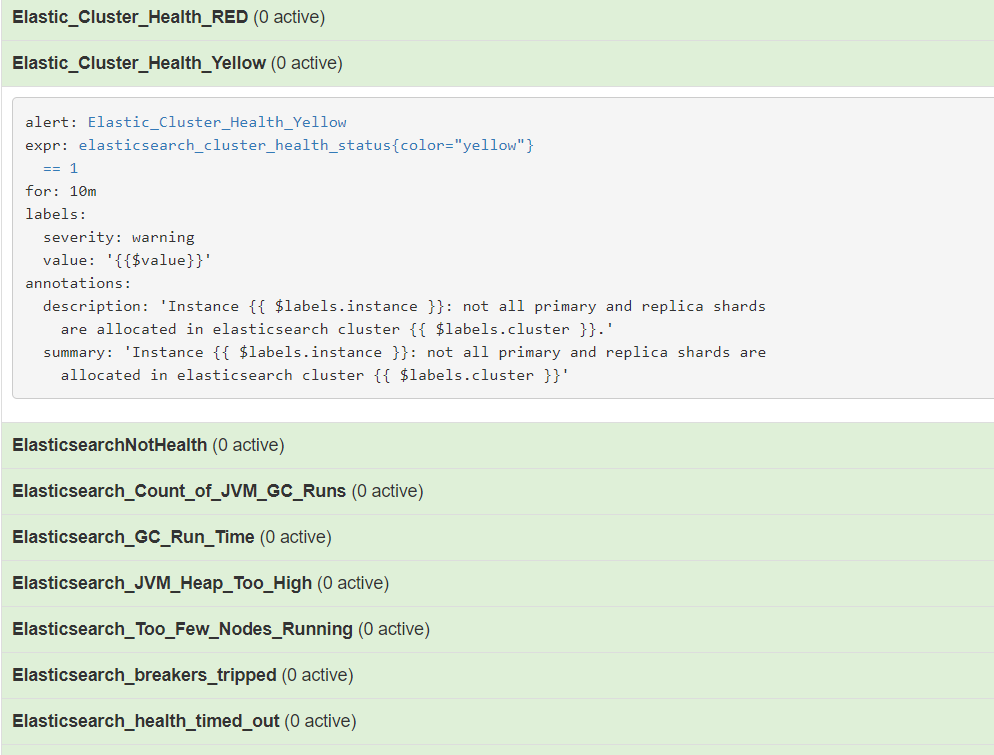 Elastic_Cluster_Health_RED (0 active)
Elastic_Cluster_Health_Yellow (0 active)
alert: Elastic_Cluster_Health_Yellow
expr: elasticsearch_cluster_health_status{color="yellow"}
  == 1
for: 10m
labels:
  severity: warning
  value: '{{$value}}'
annotations:
  description: 'Instance {{ $labels.instance }}: not all primary and replica shards
    are allocated in elasticsearch cluster {{ $labels.cluster }}.'
  summary: 'Instance {{ $labels.instance }}: not all primary and replica shards are
    allocated in elasticsearch cluster {{ $labels.cluster }}'
ElasticsearchNotHealth (0 active)
Elasticsearch_Count_of_JVM_GC_Runs (0 active)
Elasticsearch_GC_Run_Time (0 active)
Elasticsearch_JVM_Heap_Too_High (0 active)
Elasticsearch_Too_Few_Nodes_Running (0 active)
Elasticsearch_breakers_tripped (0 active)
Elasticsearch_health_timed_out (0 active)